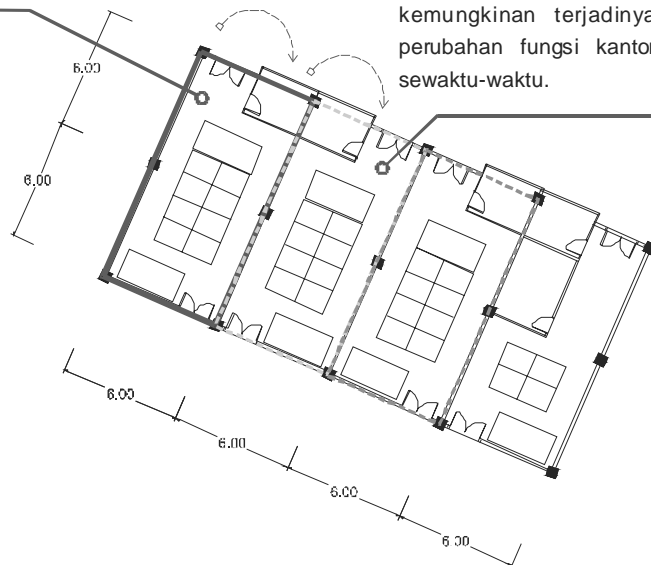 kemungkinan terjadinya
perubahan fungsi kantor
sewaktu-waktu.
6.00
6.00
6.00
6.00
6.00
6.00